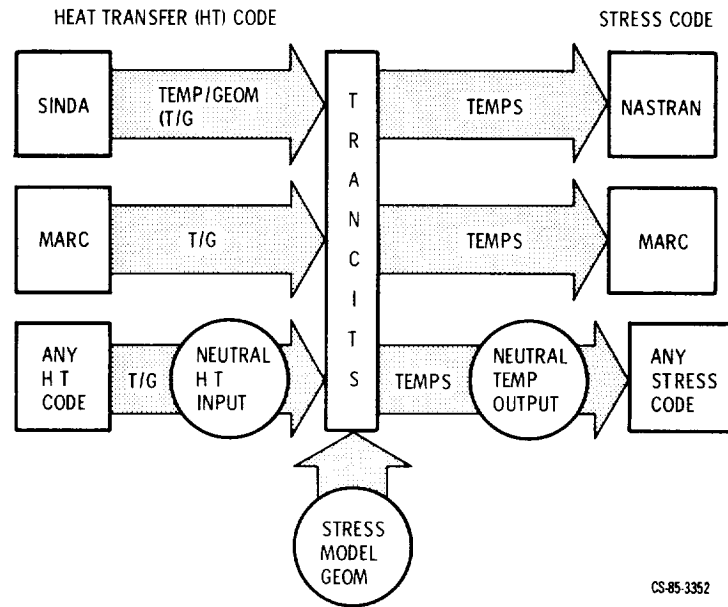 HEAT TRANSFER (HT) CODE
STRESS CODE
SINDA
TEMP/GEOM
(T/G
T
R
A
N
C
I
T
S
TEMPS
NASTRAN
MARC
T/G
TEMPS
MARC
ANY
H T
CODE
T/G
NEUTRAL
H T
INPUT
TEMPS
NEUTRAL
TEMP
OUTPUT
ANY
STRESS
CODE
STRESS
MODEL
GEOM
CS-85-3352